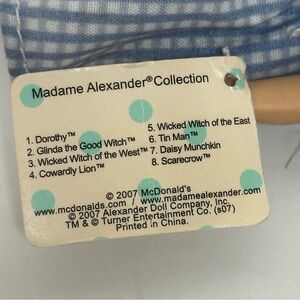 Madame Alexander® Collection
1. Dorothy™
2. Glinda the Good Witch™
3. Wicked Witch of the West™
4. Cowardly Lion™
5. Wicked Witch of the East
6. Tin Man™
7. Daisy Munchkin
8. Scarecrow™
© 2007 McDonald's
www.mcdonalds.com / www.madamealexander.com
© 2007 Alexander Doll Company, Inc.
TM & © Turner Entertainment Co. (s07)
Printed in China.